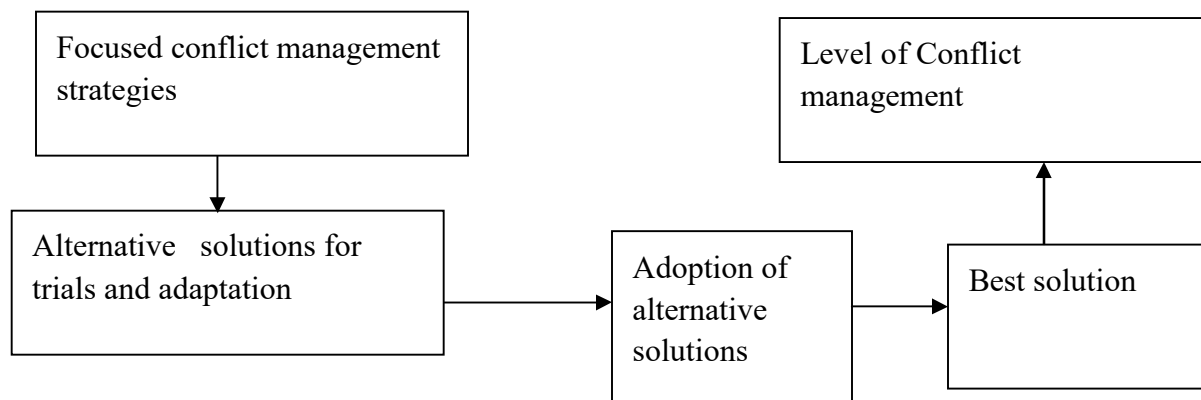 Focused conflict management
strategies
Level of Conflict
management
Alternative   solutions for
trials and adaptation
Adoption of
alternative
solutions
Best solution